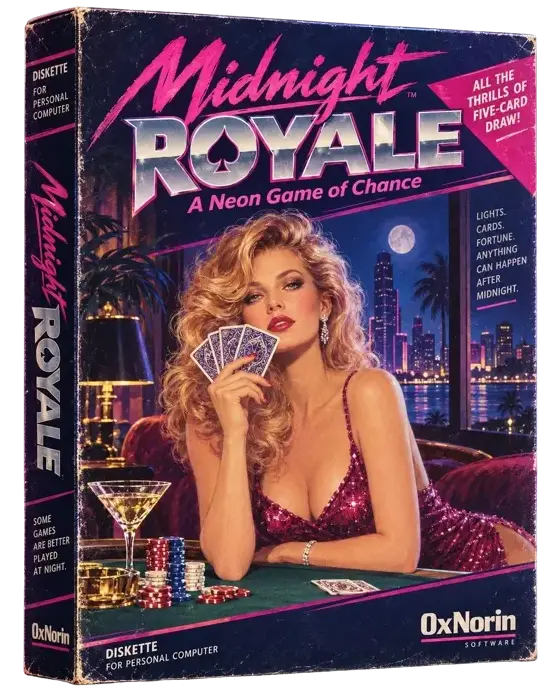 DISKETTE
FOR
PERSONAL
COMPUTER
Midnight
ROYALE
SOME
GAMES
ARE BETTER
PLAYED
AT NIGHT.
OxNorin
Midnight
ROYALE
TM
A Neon Game of Chance
ALL THE
THRILLS OF
FIVE-CARD
DRAW!
LIGHTS.
CARDS.
FORTUNE.
ANYTHING
CAN HAPPEN
AFTER
MIDNIGHT.
DISKETTE
FOR PERSONAL COMPUTER
OxNorin
SOFTWARE